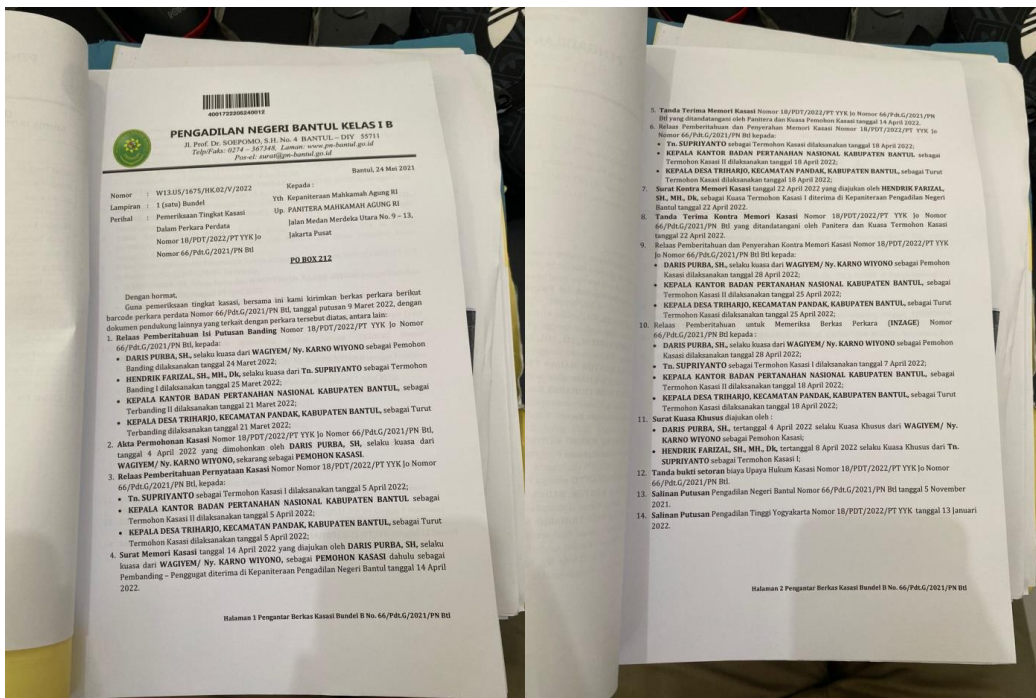 4001722206240012
PENGADILAN NEGERI BANTUL KELAS I B
Jl. Prof. Dr. SOEPOMO, S.H. No. 4 BANTUL – DIY 55711
Telp/Faks: 0274 – 367348, Laman: www.pn-bantul.go.id
Pos-el: surat@pn-bantul.go.id
Bantul, 24 Mei 2021
Nomor : W13.U5/1675/HK.02/V/2022
Lampiran : 1 (satu) Bundel
Perihal : Pemeriksaan Tingkat Kasasi
Dalam Perkara Perdata
Nomor 18/PDT/2022/PT YYK Jo
Nomor 66/Pdt.G/2021/PN Btl
Kepada :
Yth Kepaniteraan Mahkamah Agung RI
Up. PANITERA MAHKAMAH AGUNG RI
Jalan Medan Merdeka Utara No. 9 – 13,
Jakarta Pusat
PO BOX 212
Dengan hormat,
Guna pemeriksaan tingkat kasasi, bersama ini kami kirimkan berkas perkara berikut
barcode perkara perdata Nomor 66/Pdt.G/2021/PN Btl, tanggal putusan 9 Maret 2022, dengan
dokumen pendukung lainnya yang terkait dengan perkara tersebut diatas, antara lain:
1. Relaas Pemberitahuan Isi Putusan Banding Nomor 18/PDT/2022/PT YYK Jo Nomor
66/Pdt.G/2021/PN Btl, kepada:
• DARIS PURBA, SH., selaku kuasa dari WAGIYEM/ Ny. KARNO WIYONO sebagai Pemohon
Banding dilaksanakan tanggal 24 Maret 2022;
• HENDRIK FARIZAL, SH., MH., Dk, selaku kuasa dari Tn. SUPRIYANTO sebagai Termohon
Banding I dilaksanakan tanggal 25 Maret 2022;
• KEPALA KANTOR BADAN PERTANAHAN NASIONAL KABUPATEN BANTUL, sebagai
Terbanding II dilaksanakan tanggal 21 Maret 2022;
• KEPALA DESA TRIHARJO, KECAMATAN PANDAK, KABUPATEN BANTUL, sebagai Turut
Terbanding dilaksanakan tanggal 21 Maret 2022;
2. Akta Permohonan Kasasi Nomor 18/PDT/2022/PT YYK Jo Nomor 66/Pdt.G/2021/PN Btl,
tanggal 4 April 2022 yang dimohonkan oleh DARIS PURBA, SH, selaku kuasa dari
WAGIYEM/ Ny. KARNO WIYONO, sekarang sebagai PEMOHON KASASI.
3. Relaas Pemberitahuan Pernyataan Kasasi Nomor Nomor 18/PDT/2022/PT YYK Jo Nomor
66/Pdt.G/2021/PN Btl, kepada:
• Tn. SUPRIYANTO sebagai Termohon Kasasi I dilaksanakan tanggal 5 April 2022;
• KEPALA KANTOR BADAN PERTANAHAN NASIONAL KABUPATEN BANTUL sebagai
Termohon Kasasi II dilaksanakan tanggal 5 April 2022;
• KEPALA DESA TRIHARJO, KECAMATAN PANDAK, KABUPATEN BANTUL, sebagai Turut
Termohon Kasasi dilaksanakan tanggal 5 April 2022;
4. Surat Memori Kasasi tanggal 14 April 2022 yang diajukan oleh DARIS PURBA, SH, selaku
kuasa dari WAGIYEM/ Ny. KARNO WIYONO, sebagai PEMOHON KASASI dahulu sebagai
Pembanding – Penggugat diterima di Kepaniteraan Pengadilan Negeri Bantul tanggal 14 April
2022.
Halaman 1 Pengantar Berkas Kasasi Bundel B No. 66/Pdt.G/2021/PN Btl
5. Tanda Terima Memori Kasasi Nomor 18/PDT/2022/PT YYK Jo Nomor 66/Pdt.G/2021/PN
Btl yang ditandatangani oleh Panitera dan Kuasa Pemohon Kasasi tanggal 14 April 2022.
6. Relaas Pemberitahuan dan Penyerahan Memori Kasasi Nomor 18/PDT/2022/PT YYK Jo
Nomor 66/Pdt.G/2021/PN Btl kepada:
• Tn. SUPRIYANTO sebagai Termohon Kasasi dilaksanakan tanggal 18 April 2022;
• KEPALA KANTOR BADAN PERTANAHAN NASIONAL KABUPATEN BANTUL sebagai
Termohon Kasasi II dilaksanakan tanggal 18 April 2022;
• KEPALA DESA TRIHARJO, KECAMATAN PANDAK, KABUPATEN BANTUL, sebagai Turut
Termohon Kasasi dilaksanakan tanggal 18 April 2022;
7. Surat Kontra Memori Kasasi tanggal 22 April 2022 yang diajukan oleh HENDRIK FARIZAL,
SH., MH., Dk, sebagai Kuasa Termohon Kasasi I diterima di Kepaniteraan Pengadilan Negeri
Bantul tanggal 22 April 2022.
8. Tanda Terima Kontra Memori Kasasi Nomor 18/PDT/2022/PT YYK Jo Nomor
66/Pdt.G/2021/PN Btl yang ditandatangani oleh Panitera dan Kuasa Termohon Kasasi
tanggal 22 April 2022.
9. Relaas Pemberitahuan dan Penyerahan Kontra Memori Kasasi Nomor 18/PDT/2022/PT YYK
Jo Nomor 66/Pdt.G/2021/PN Btl Btl kepada:
• DARIS PURBA, SH., selaku kuasa dari WAGIYEM/ Ny. KARNO WIYONO sebagai Pemohon
Kasasi dilaksanakan tanggal 28 April 2022;
• KEPALA KANTOR BADAN PERTANAHAN NASIONAL KABUPATEN BANTUL, sebagai
Termohon Kasasi II dilaksanakan tanggal 25 April 2022;
• KEPALA DESA TRIHARJO, KECAMATAN PANDAK, KABUPATEN BANTUL, sebagai Turut
Termohon Kasasi dilaksanakan tanggal 25 April 2022;
10. Relaas Pemberitahuan untuk Memeriksa Berkas Perkara (INZAGE) Nomor
66/Pdt.G/2021/PN Btl kepada :
• DARIS PURBA, SH., selaku kuasa dari WAGIYEM/ Ny. KARNO WIYONO sebagai Pemohon
Kasasi dilaksanakan tanggal 28 April 2022;
• Tn. SUPRIYANTO sebagai Termohon Kasasi I dilaksanakan tanggal 7 April 2022;
• KEPALA KANTOR BADAN PERTANAHAN NASIONAL KABUPATEN BANTUL, sebagai
Termohon Kasasi II dilaksanakan tanggal 18 April 2022;
• KEPALA DESA TRIHARJO, KECAMATAN PANDAK, KABUPATEN BANTUL, sebagai Turut
Termohon Kasasi dilaksanakan tanggal 18 April 2022;
11. Surat Kuasa Khusus diajukan oleh :
• DARIS PURBA, SH., tertanggal 4 April 2022 selaku Kuasa Khusus dari WAGIYEM/ Ny.
KARNO WIYONO sebagai Pemohon Kasasi;
• HENDRIK FARIZAL, SH., MH., Dk, tertanggal 8 April 2022 selaku Kuasa Khusus dari Tn.
SUPRIYANTO sebagai Termohon Kasasi I;
12. Tanda bukti setoran biaya Upaya Hukum Kasasi Nomor 18/PDT/2022/PT YYK Jo Nomor
66/Pdt.G/2021/PN Btl.
13. Salinan Putusan Pengadilan Negeri Bantul Nomor 66/Pdt.G/2021/PN Btl tanggal 5 November
2021.
14. Salinan Putusan Pengadilan Tinggi Yogyakarta Nomor 18/PDT/2022/PT YYK tanggal 13 Januari
2022.
Halaman 2 Pengantar Berkas Kasasi Bundel B No. 66/Pdt.G/2021/PN Btl